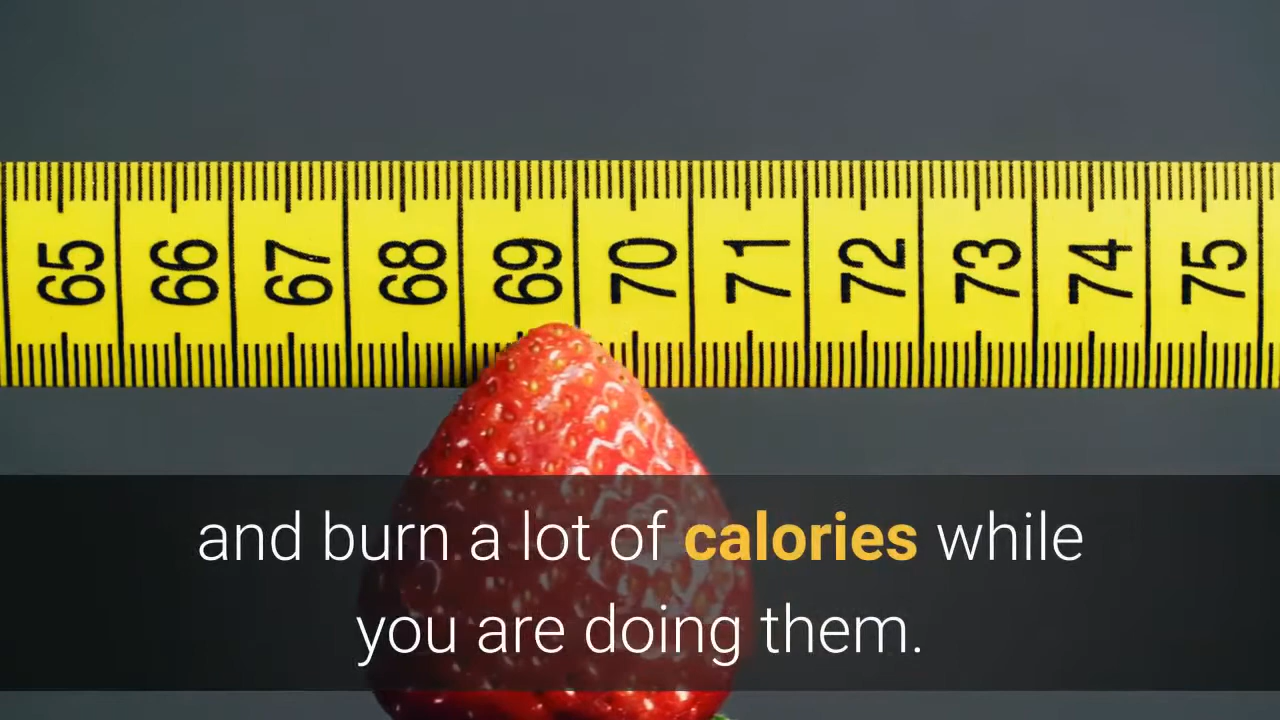 65 66 67 68 69 70 71 72 73 74 75
and burn a lot of calories while
you are doing them.